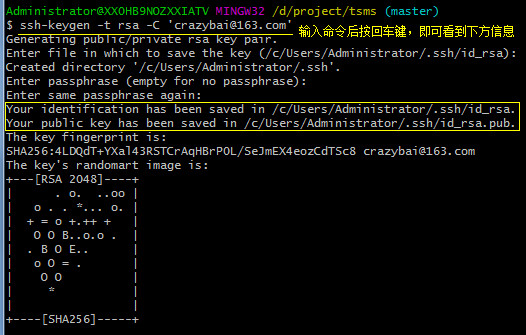 Administrator@XXQHB9NOZXXIATV MINGW32 /d/project/tsms (master)
$ ssh-keygen -t rsa -C 'crazybai@163.com' 输入命令后按回车键，即可看到下方信息
Generating public/private rsa key pair.
Enter file in which to save the key (/c/Users/Administrator/.ssh/id_rsa):
Created directory '/c/Users/Administrator/.ssh'.
Enter passphrase (empty for no passphrase):
Enter same passphrase again:
Your identification has been saved in /c/Users/Administrator/.ssh/id_rsa.
Your public key has been saved in /c/Users/Administrator/.ssh/id_rsa.pub.
The key fingerprint is:
SHA256:4LDQdT+YXal43RSTCrAqHBrPOL/SeJmEX4eozCdTSc8 crazybai@163.com
The key's randomart image is:
+---[RSA 2048]----+
|      . o.  ..oo |
|   o . . *... o. |
|  + = o +.++ +   |
|   O O B..o.o .  |
|  . B O E..      |
|   o O = .       |
|    O O          |
|     *           |
|                 |
+----[SHA256]-----+